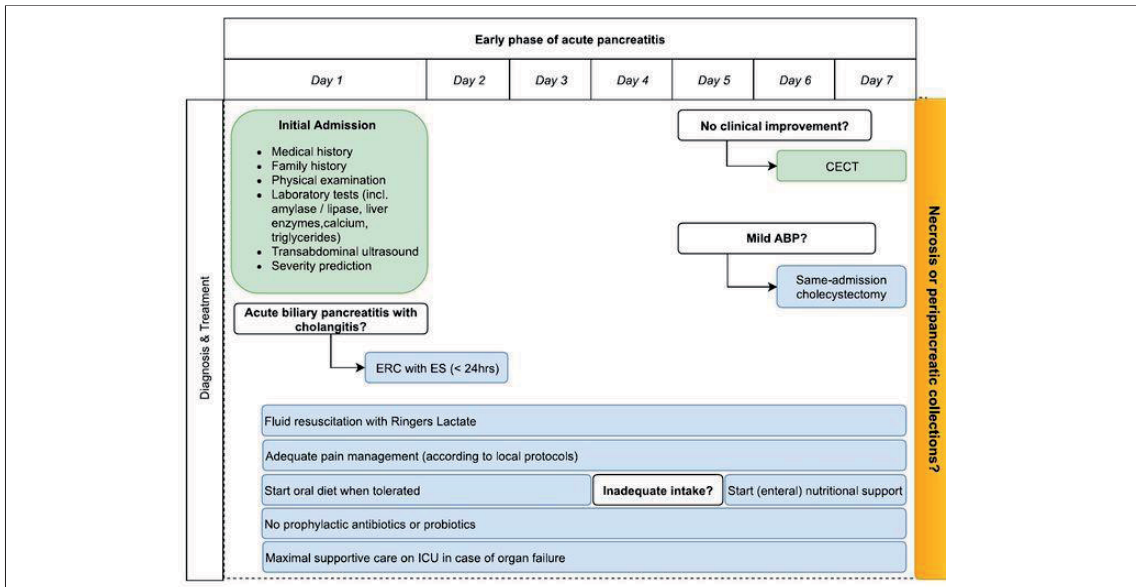 Early phase of acute pancreatitis
Day 1
Day 2
Day 3
Day 4
Day 5
Day 6
Day 7
Diagnosis & Treatment
Initial Admission
• Medical history
• Family history
• Physical examination
• Laboratory tests (incl.
amylase / lipase, liver
enzymes,calcium,
triglycerides)
• Transabdominal ultrasound
• Severity prediction
Acute biliary pancreatitis with
cholangitis?
ERC with ES (< 24hrs)
No clinical improvement?
CECT
Mild ABP?
Same-admission
cholecystectomy
Fluid resuscitation with Ringers Lactate
Adequate pain management (according to local protocols)
Start oral diet when tolerated
Inadequate intake?
Start (enteral) nutritional support
No prophylactic antibiotics or probiotics
Maximal supportive care on ICU in case of organ failure
Necrosis or peripancreatic collections?